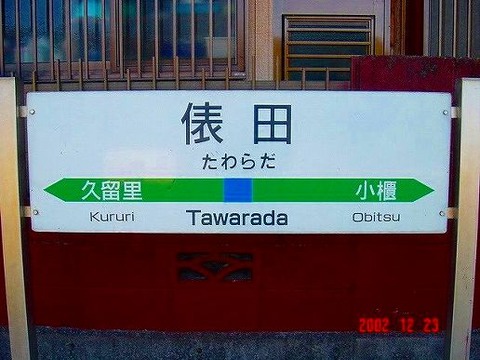 俵田
たわらだ
久留里 小櫃
Kururi Tawarada Obitsu
2002 12 23